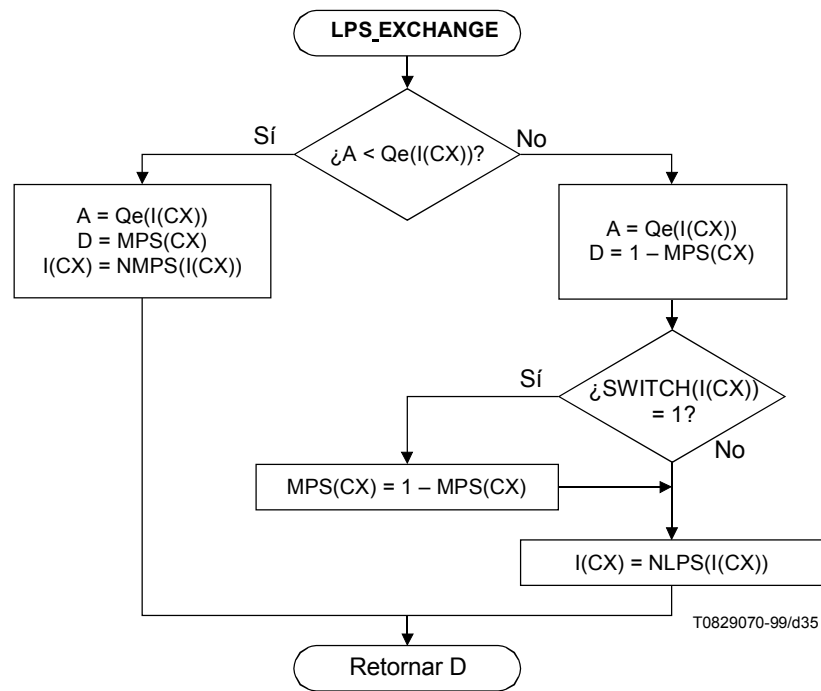 LPS_EXCHANGE
Sí
No
¿A < Qe(I(CX))?
A = Qe(I(CX))
D = MPS(CX)
I(CX) = NMPS(I(CX))
A = Qe(I(CX))
D = 1 – MPS(CX)
Sí
¿SWITCH(I(CX))
= 1?
No
MPS(CX) = 1 – MPS(CX)
I(CX) = NLPS(I(CX))
T0829070-99/d35
Retornar D